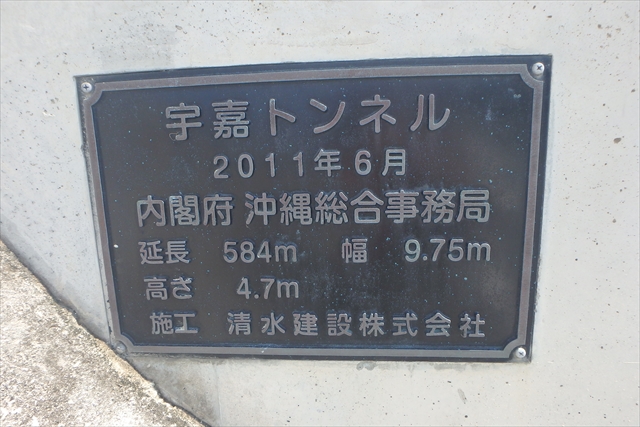 宇嘉トンネル
2011年6月
内閣府 沖縄総合事務局
延長 584m 幅 9.75m
高さ 4.7m
施工 清水建設株式会社